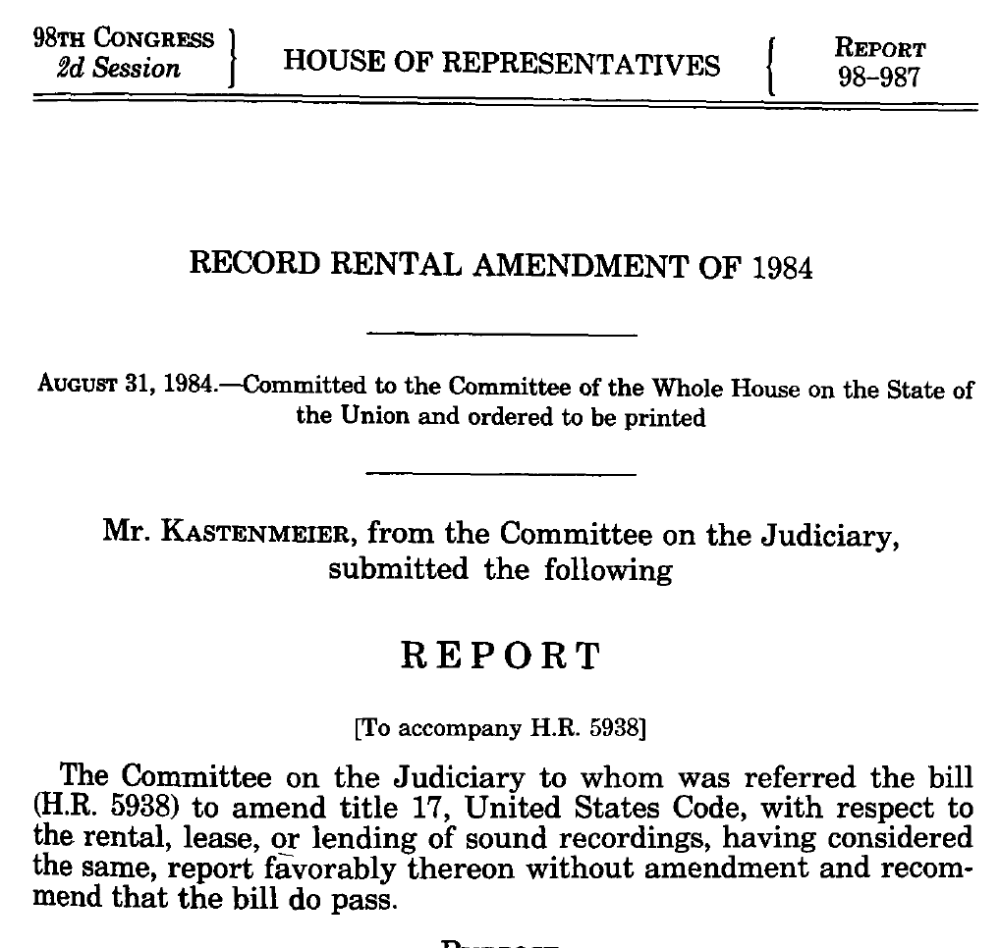 98TH CONGRESS
2d Session
HOUSE OF REPRESENTATIVES
REPORT
98–987
RECORD RENTAL AMENDMENT OF 1984
AUGUST 31, 1984.—Committed to the Committee of the Whole House on the State of
the Union and ordered to be printed
Mr. KASTENMEIER, from the Committee on the Judiciary,
submitted the following
REPORT
[To accompany H.R. 5938]
The Committee on the Judiciary to whom was referred the bill
(H.R. 5938) to amend title 17, United States Code, with respect to
the rental, lease, or lending of sound recordings, having considered
the same, report favorably thereon without amendment and recom-
mend that the bill do pass.